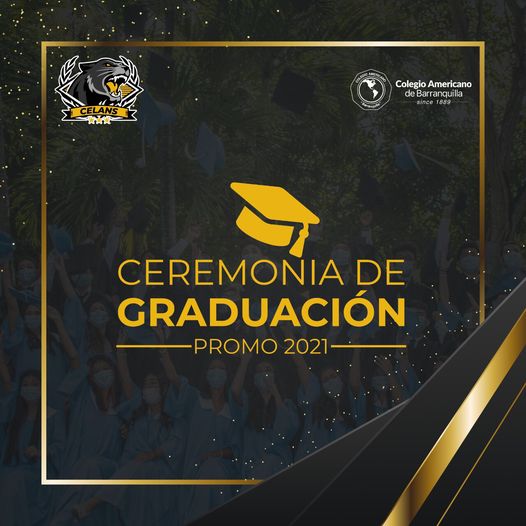 CELANS
Colegio Americano
de Barranquilla
since 1889
CEREMONIA DE
GRADUACIÓN
PROMO 2021